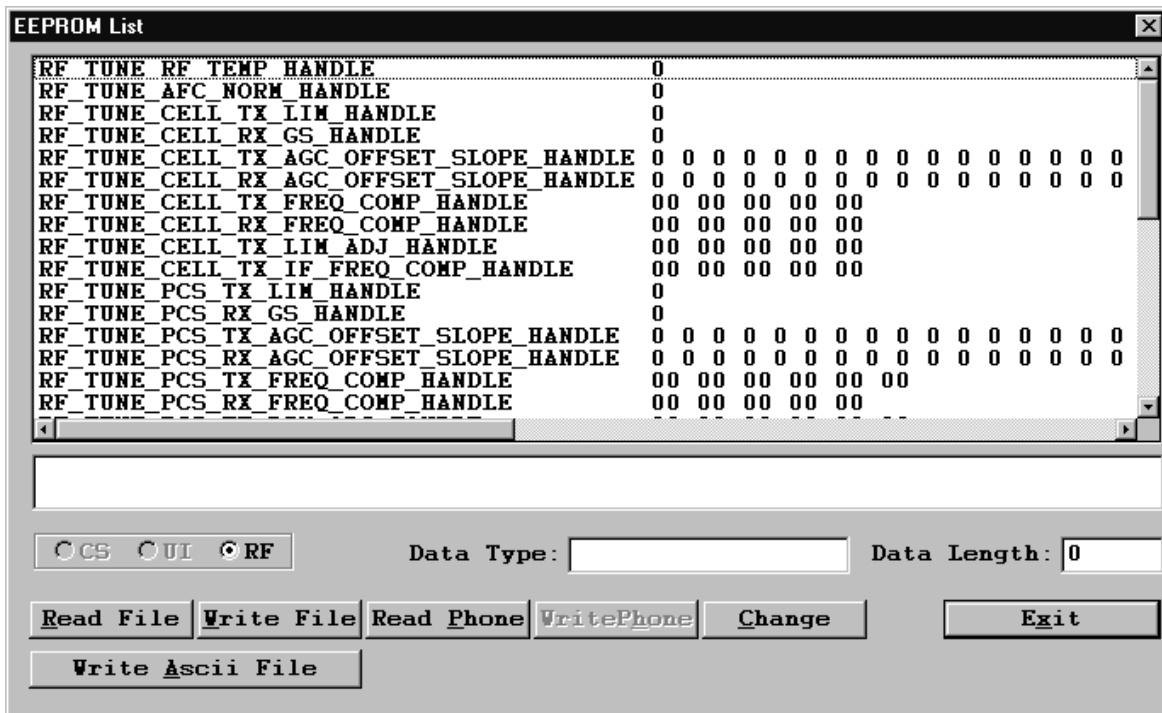 EEPROM List
RF_TUNE_RF_TEMP_HANDLE 0
RF_TUNE_AFC_NORM_HANDLE 0
RF_TUNE_CELL_TX_LIM_HANDLE 0
RF_TUNE_CELL_RX_GS_HANDLE 0
RF_TUNE_CELL_TX_AGC_OFFSET_SLOPE_HANDLE 0 0 0 0 0 0 0 0 0 0 0 0 0 0 0 0
RF_TUNE_CELL_RX_AGC_OFFSET_SLOPE_HANDLE 0 0 0 0 0 0 0 0 0 0 0 0 0 0 0 0
RF_TUNE_CELL_TX_FREQ_COMP_HANDLE 00 00 00 00 00
RF_TUNE_CELL_RX_FREQ_COMP_HANDLE 00 00 00 00 00
RF_TUNE_CELL_TX_LIM_ADJ_HANDLE 00 00 00 00 00
RF_TUNE_CELL_TX_IF_FREQ_COMP_HANDLE 00 00 00 00 00
RF_TUNE_PCS_TX_LIM_HANDLE 0
RF_TUNE_PCS_RX_GS_HANDLE 0
RF_TUNE_PCS_TX_AGC_OFFSET_SLOPE_HANDLE 0 0 0 0 0 0 0 0 0 0 0 0 0 0 0 0
RF_TUNE_PCS_RX_AGC_OFFSET_SLOPE_HANDLE 0 0 0 0 0 0 0 0 0 0 0 0 0 0 0 0
RF_TUNE_PCS_TX_FREQ_COMP_HANDLE 00 00 00 00 00 00
RF_TUNE_PCS_RX_FREQ_COMP_HANDLE 00 00 00 00 00
CS UI RF Data Type: Data Length: 0
Read File Write File Read Phone WritePhone Change Exit
Write Ascii File